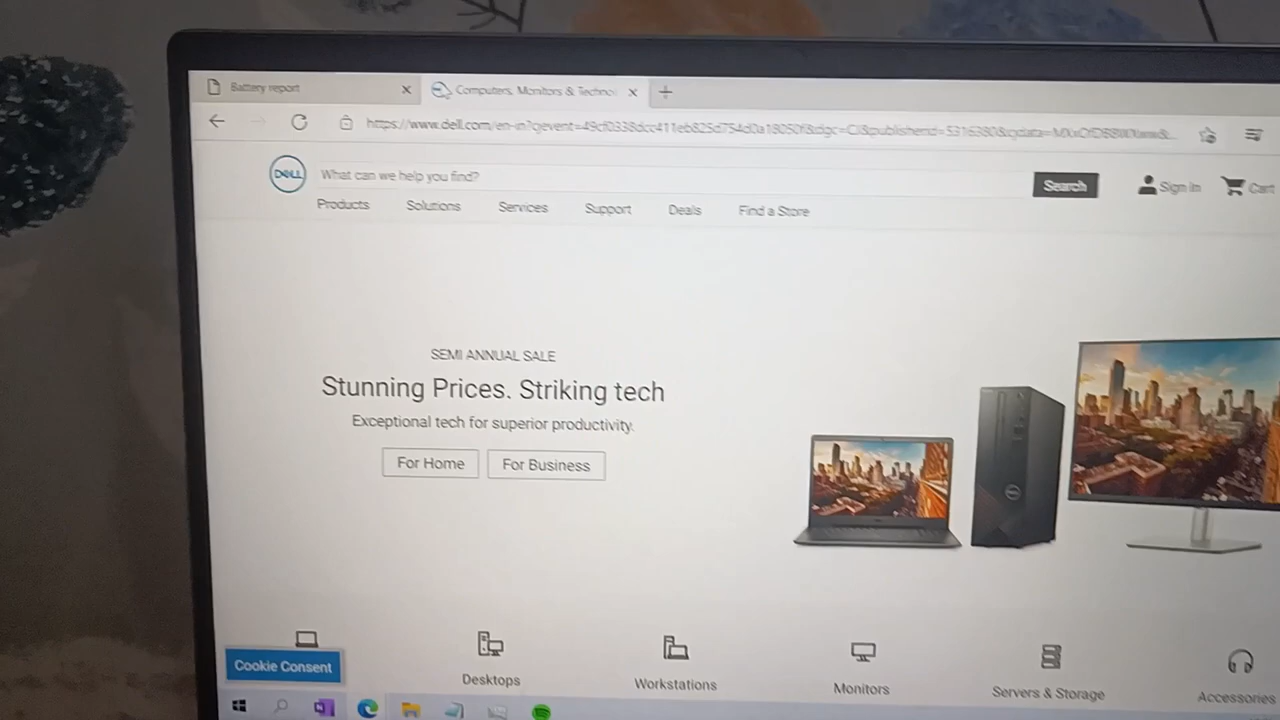 Battery report
Computers, Monitors & Techno
DELL
What can we help you find?
Search
Sign In
Cart
Products
Solutions
Services
Support
Deals
Find a Store
SEMI ANNUAL SALE
Stunning Prices. Striking tech
Exceptional tech for superior productivity.
For Home
For Business
Cookie Consent
Desktops
Workstations
Monitors
Servers & Storage
Accessories